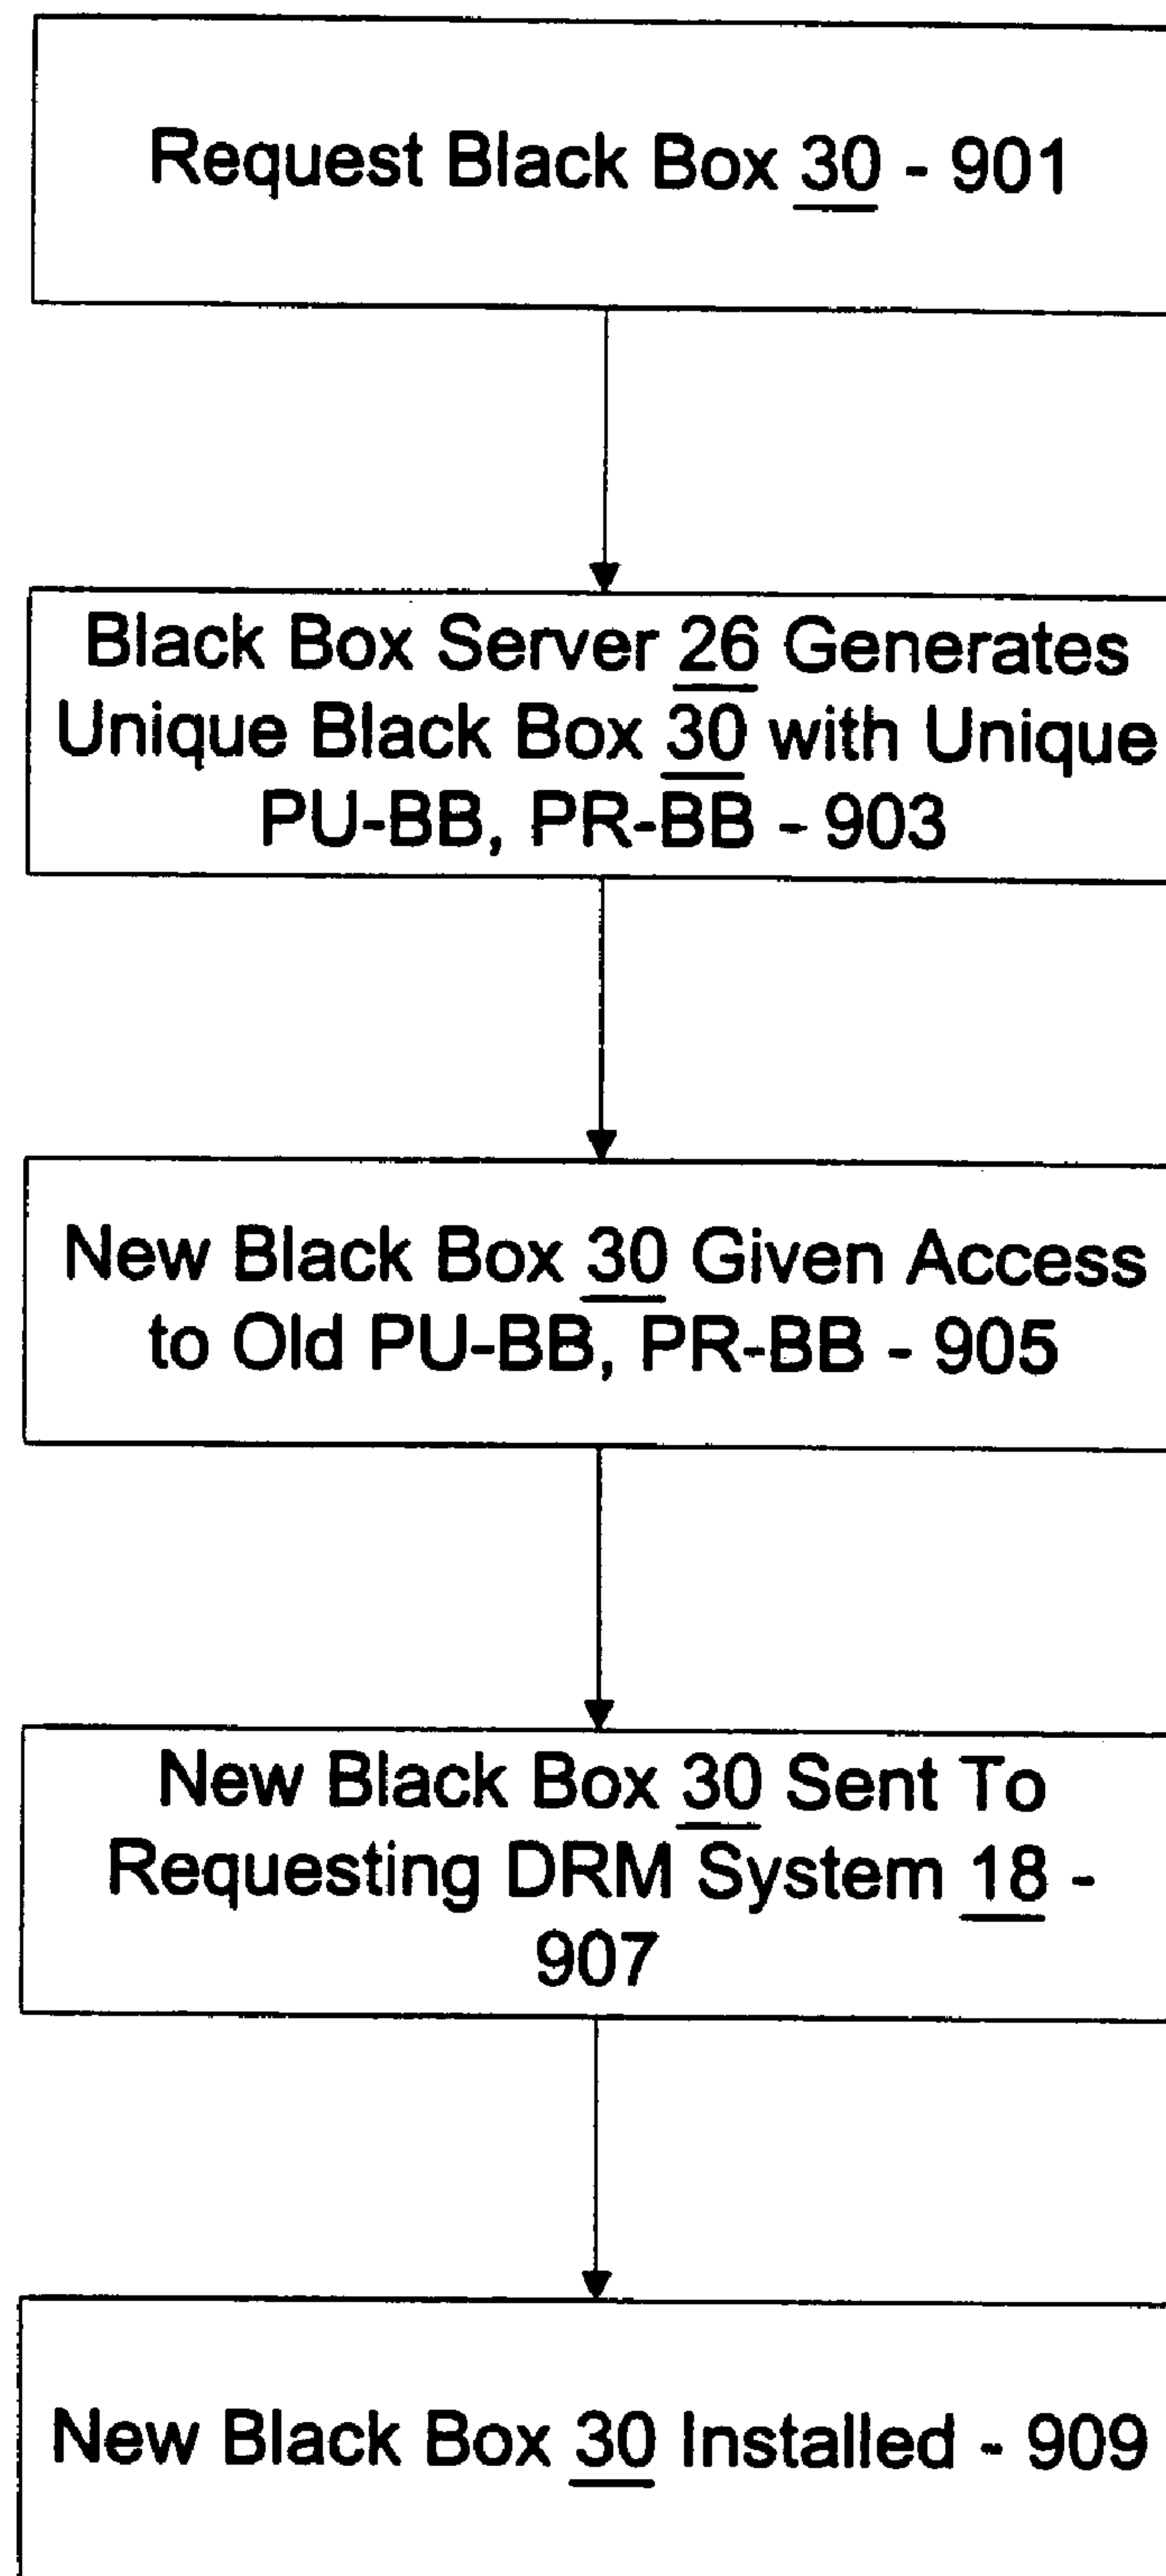 Request Black Box 30 - 901
Black Box Server 26 Generates
Unique Black Box 30 with Unique
PU-BB, PR-BB - 903
New Black Box 30 Given Access
to Old PU-BB, PR-BB - 905
New Black Box 30 Sent To
Requesting DRM System 18 -
907
New Black Box 30 Installed - 909